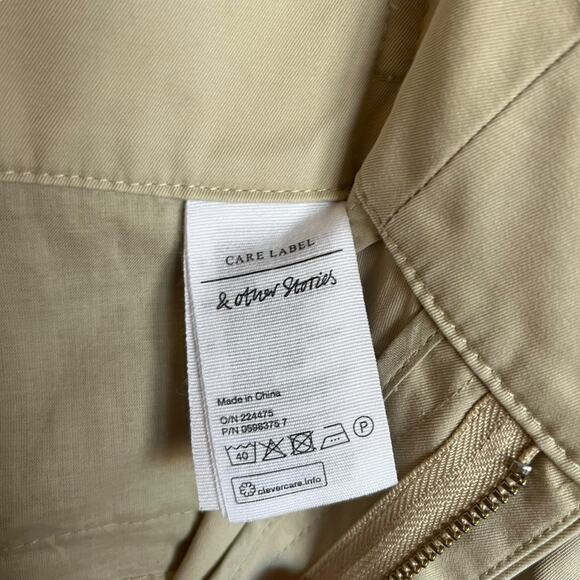 CARE LABEL
& other Stories
Made in China
O/N 224475
P/N 0598375 7
40 P
clevercare.info